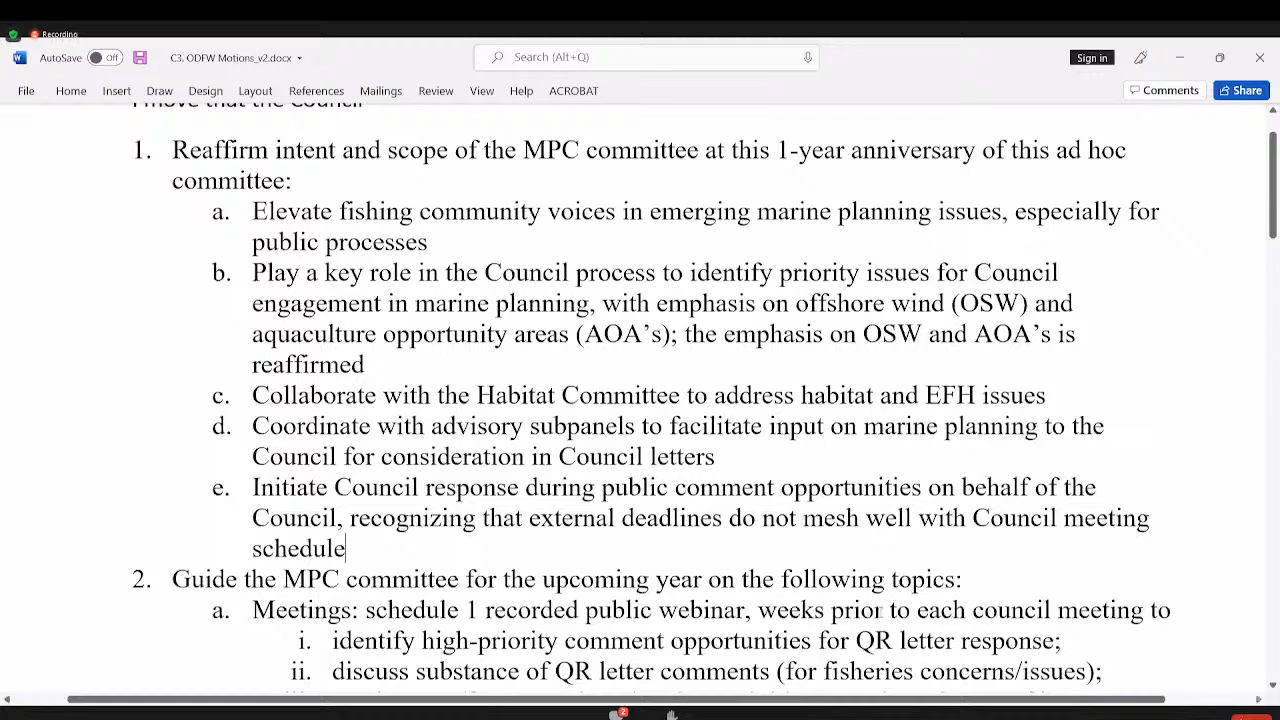 Recording
AutoSave Off C3. ODFW Motions_v2.docx Search (Alt+Q) Sign in
File Home Insert Draw Design Layout References Mailings Review View Help ACROBAT Comments Share
I move that the Council
1. Reaffirm intent and scope of the MPC committee at this 1-year anniversary of this ad hoc
committee:
a. Elevate fishing community voices in emerging marine planning issues, especially for
public processes
b. Play a key role in the Council process to identify priority issues for Council
engagement in marine planning, with emphasis on offshore wind (OSW) and
aquaculture opportunity areas (AOA’s); the emphasis on OSW and AOA’s is
reaffirmed
c. Collaborate with the Habitat Committee to address habitat and EFH issues
d. Coordinate with advisory subpanels to facilitate input on marine planning to the
Council for consideration in Council letters
e. Initiate Council response during public comment opportunities on behalf of the
Council, recognizing that external deadlines do not mesh well with Council meeting
schedule
2. Guide the MPC committee for the upcoming year on the following topics:
a. Meetings: schedule 1 recorded public webinar, weeks prior to each council meeting to
i. identify high-priority comment opportunities for QR letter response;
ii. discuss substance of QR letter comments (for fisheries concerns/issues);
2